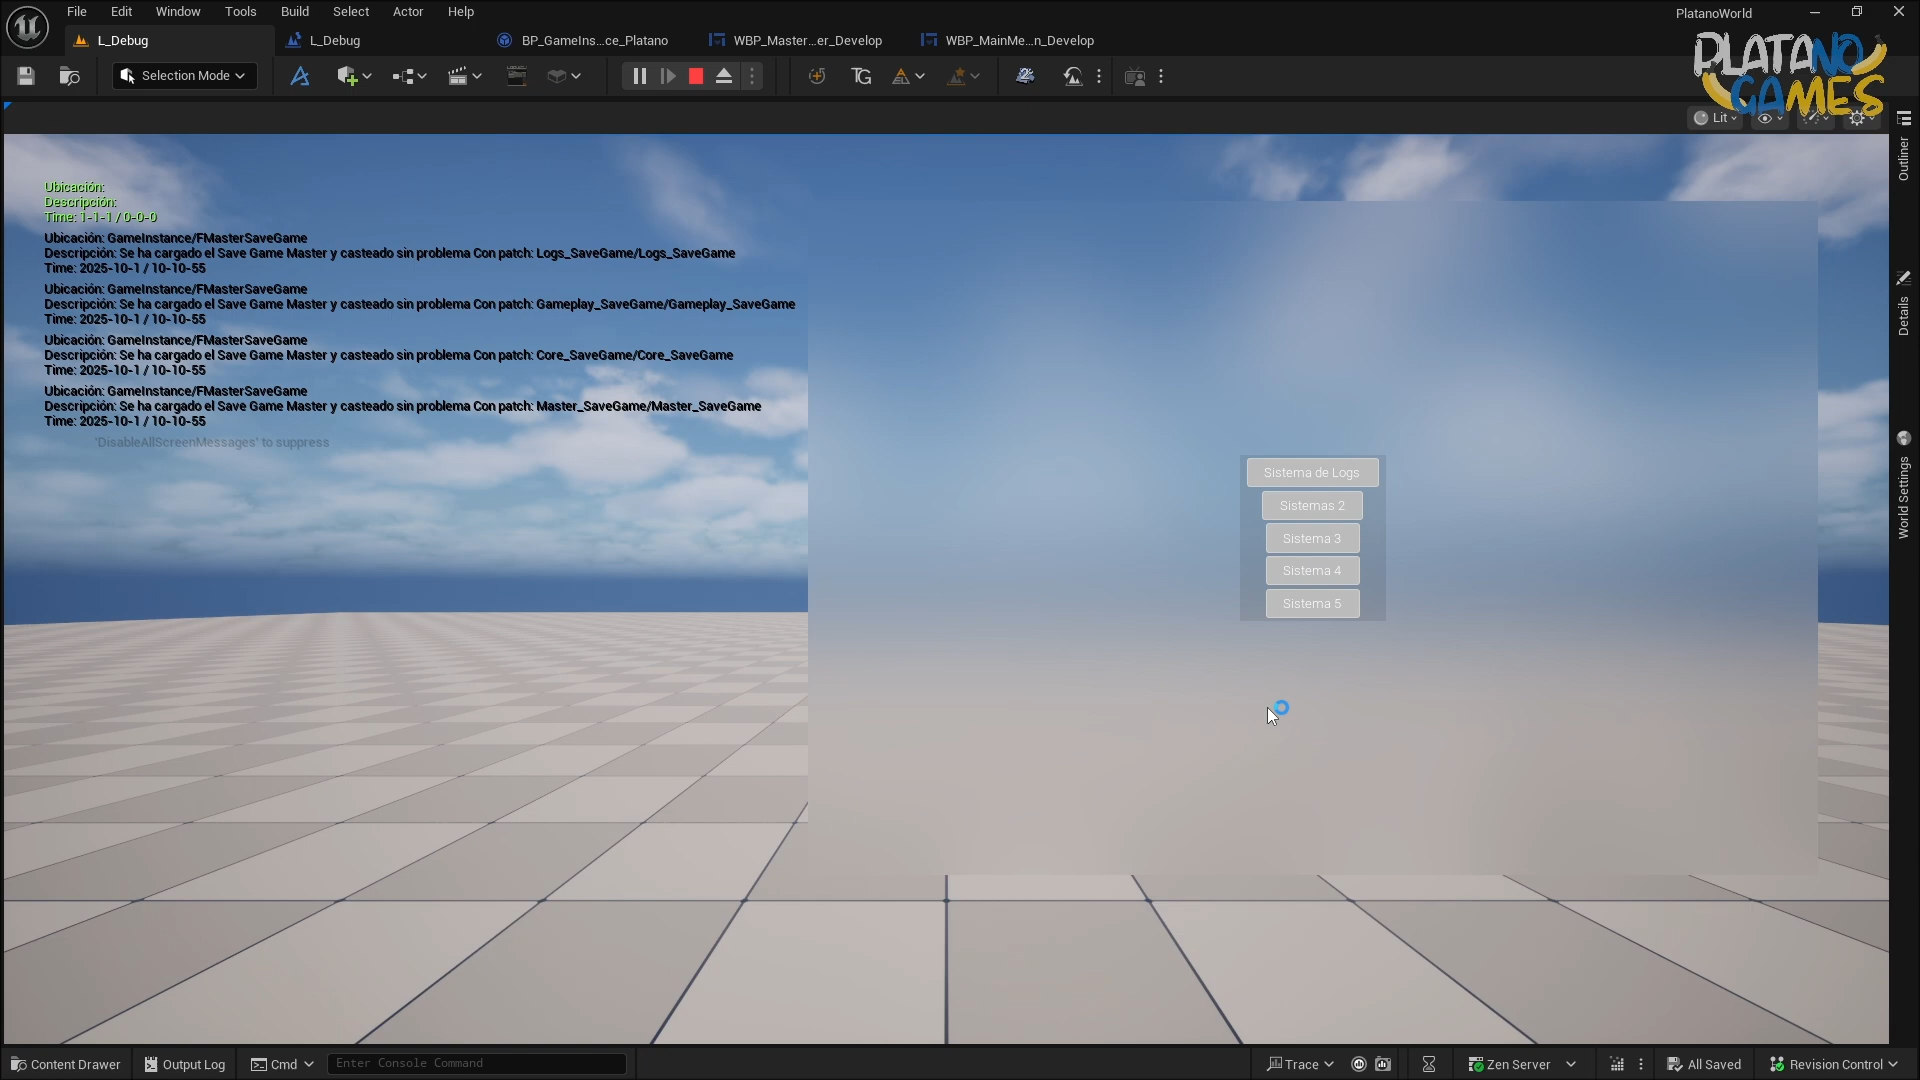 File Edit Window Tools Build Select Actor Help
PlatanoWorld
L_Debug
L_Debug
BP_GameIns...ce_Platano
WBP_Master...er_Develop
WBP_MainMe...n_Develop
PLATANO
GAMES
Selection Mode
Lit
Outliner
Details
World Settings
Ubicación:
Descripción:
Time: 1-1-1 / 0-0-0
Ubicación: GameInstance/FMasterSaveGame
Descripción: Se ha cargado el Save Game Master y casteado sin problema Con patch: Logs_SaveGame/Logs_SaveGame
Time: 2025-10-1 / 10-10-55
Ubicación: GameInstance/FMasterSaveGame
Descripción: Se ha cargado el Save Game Master y casteado sin problema Con patch: Gameplay_SaveGame/Gameplay_SaveGame
Time: 2025-10-1 / 10-10-55
Ubicación: GameInstance/FMasterSaveGame
Descripción: Se ha cargado el Save Game Master y casteado sin problema Con patch: Core_SaveGame/Core_SaveGame
Time: 2025-10-1 / 10-10-55
Ubicación: GameInstance/FMasterSaveGame
Descripción: Se ha cargado el Save Game Master y casteado sin problema Con patch: Master_SaveGame/Master_SaveGame
Time: 2025-10-1 / 10-10-55
'DisableAllScreenMessages' to suppress
Sistema de Logs
Sistemas 2
Sistema 3
Sistema 4
Sistema 5
Content Drawer
Output Log
Cmd
Enter Console Command
Trace
Zen Server
All Saved
Revision Control